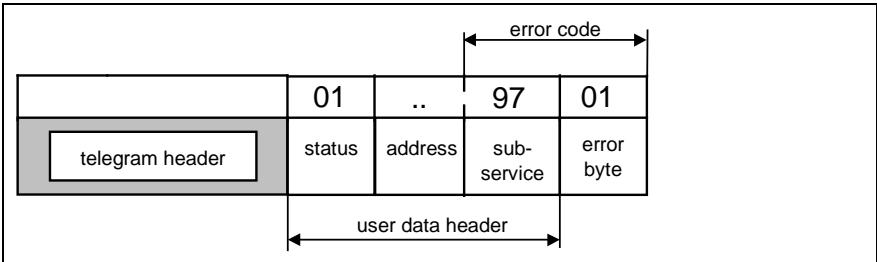 error code
01 .. 97 01
telegram header status address sub- error
service byte
user data header